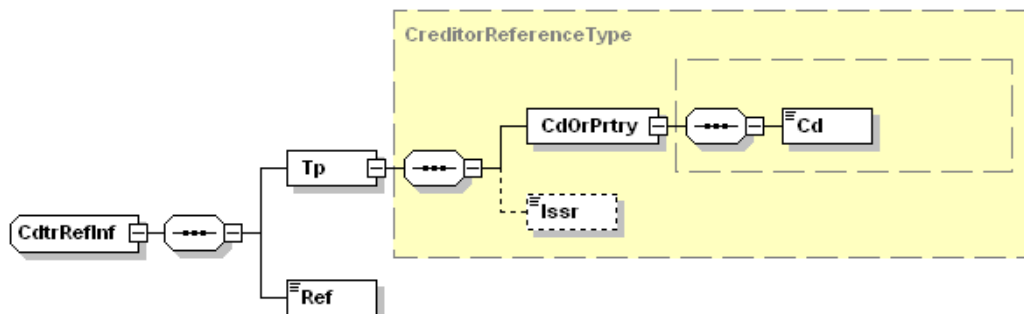 CreditorReferenceType
CdOrPrtry
Cd
Tp
Issr
CdtrRefInf
Ref